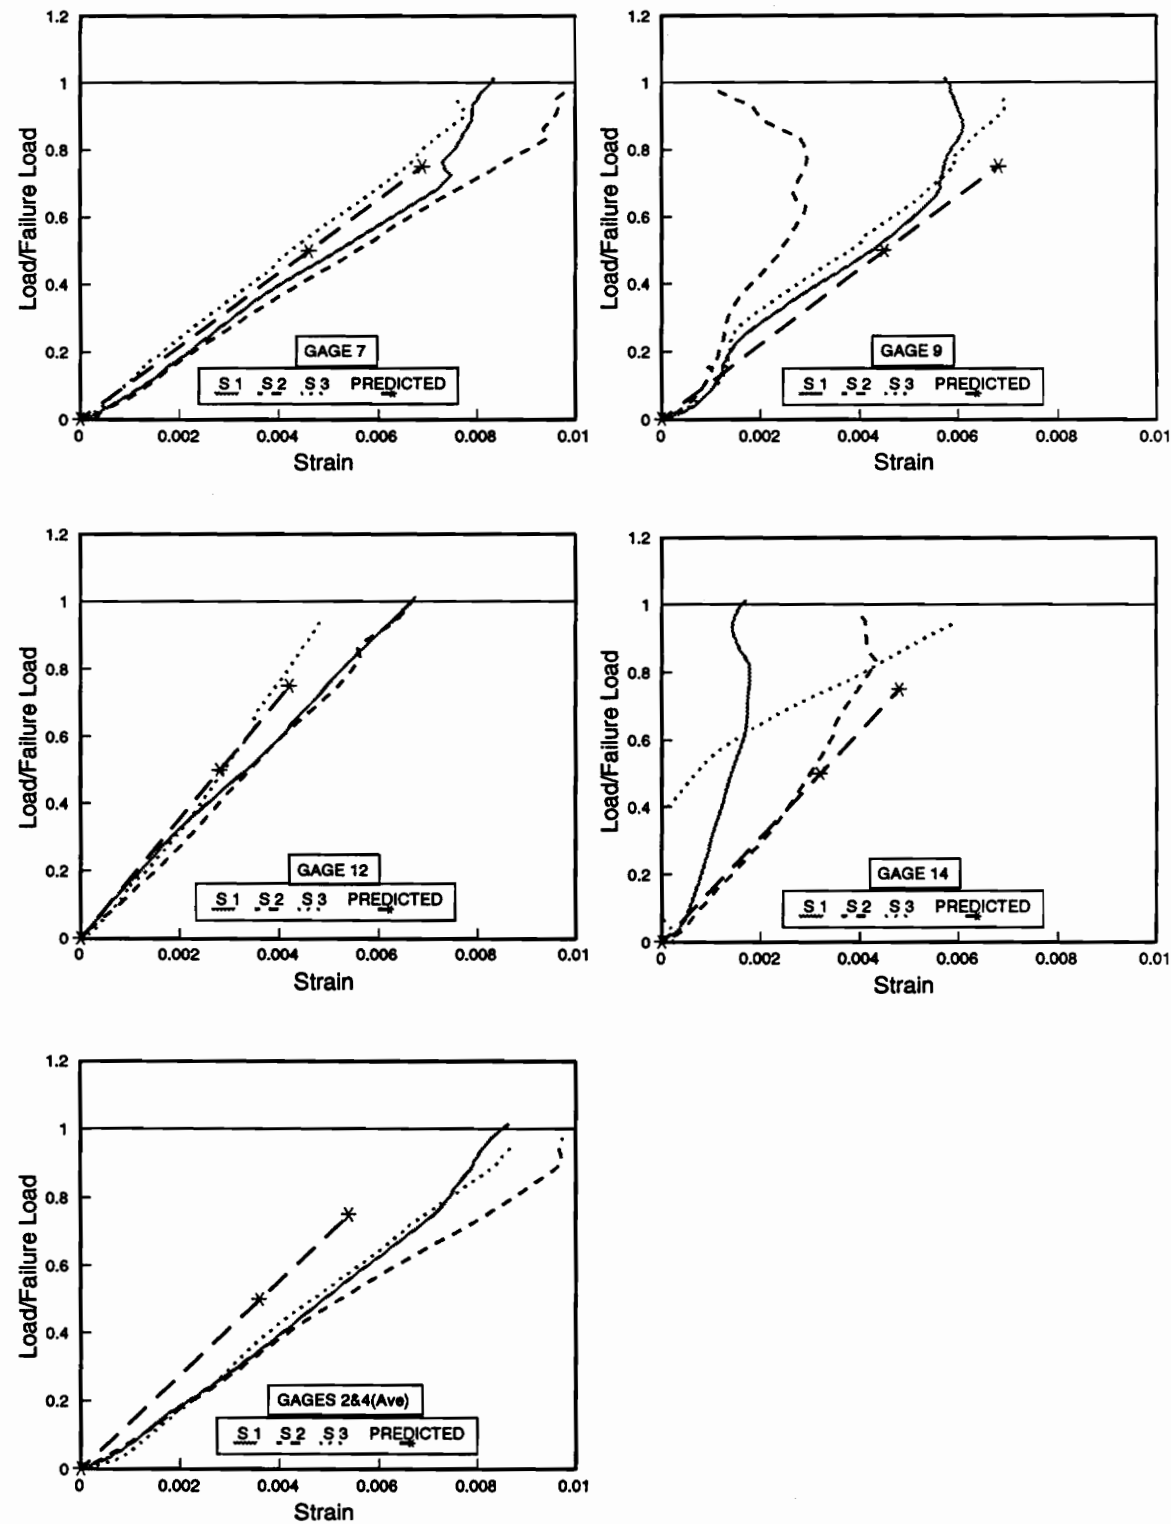 1.2
1
0.8
0.6
0.4
0.2
0
Load/Failure Load
GAGE 7
S 1 S 2 S 3 PREDICTED
0 0.002 0.004 0.006 0.008 0.01
Strain
1.2
1
0.8
0.6
0.4
0.2
0
Load/Failure Load
GAGE 9
S 1 S 2 S 3 PREDICTED
0 0.002 0.004 0.006 0.008 0.01
Strain
1.2
1
0.8
0.6
0.4
0.2
0
Load/Failure Load
GAGE 12
S 1 S 2 S 3 PREDICTED
0 0.002 0.004 0.006 0.008 0.01
Strain
1.2
1
0.8
0.6
0.4
0.2
0
Load/Failure Load
GAGE 14
S 1 S 2 S 3 PREDICTED
0 0.002 0.004 0.006 0.008 0.01
Strain
1.2
1
0.8
0.6
0.4
0.2
0
Load/Failure Load
GAGES 2&4(Ave)
S 1 S 2 S 3 PREDICTED
0 0.002 0.004 0.006 0.008 0.01
Strain